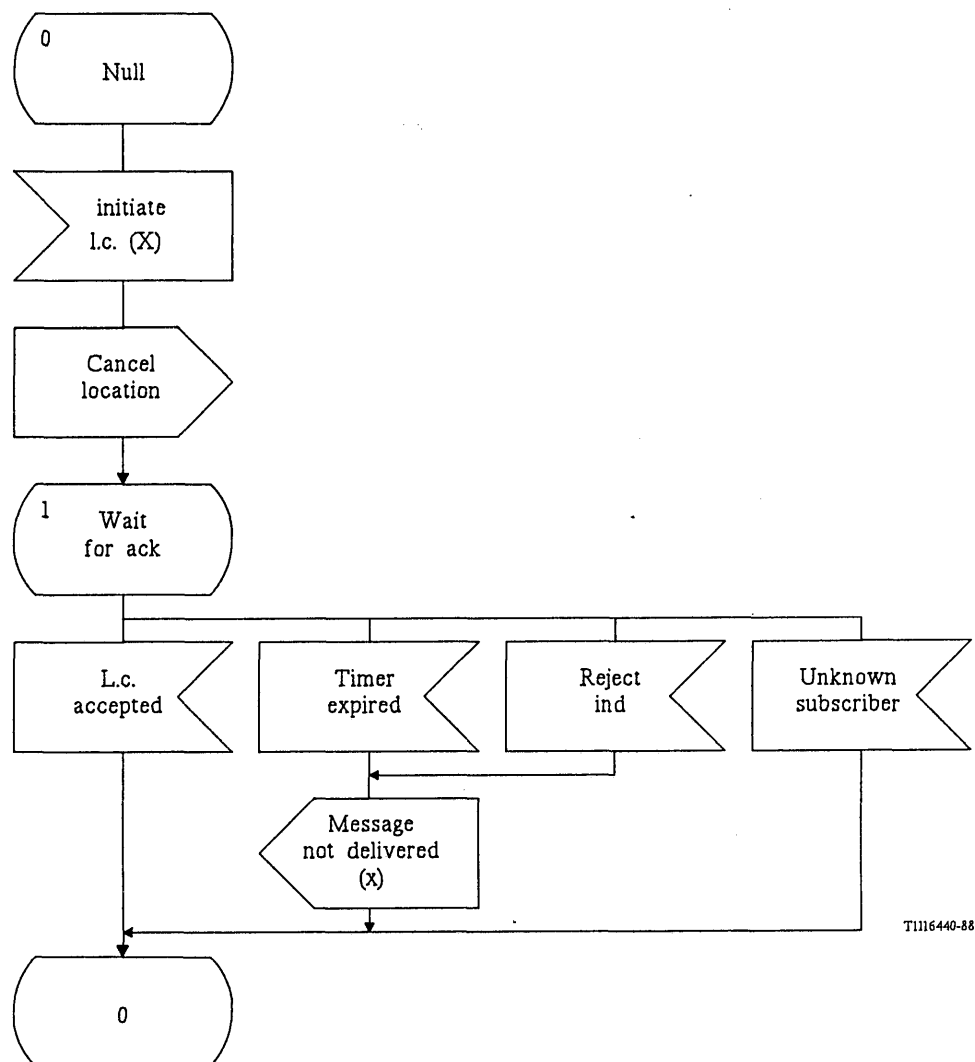 0
Null
initiate
l.c. (X)
Cancel
location
1
Wait
for ack
L.c.
accepted
Timer
expired
Reject
ind
Unknown
subscriber
Message
not delivered
(x)
T1116440-88
0